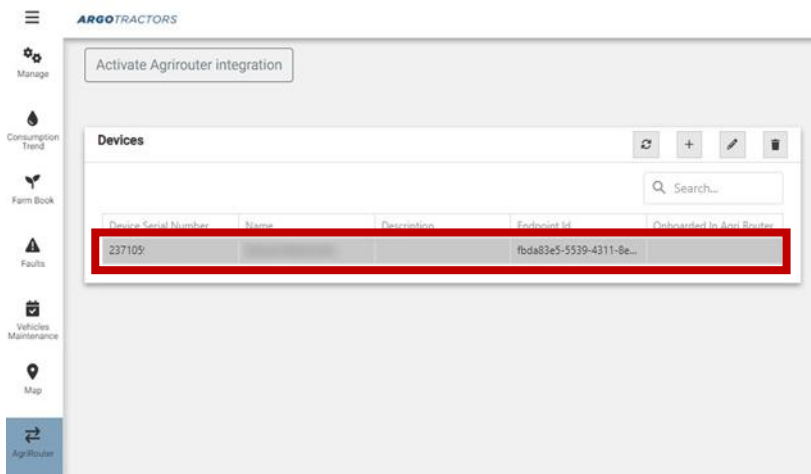 ARGOTRACTORS
Manage
Activate Agrirouter integration
Consumption
Trend
Devices
Search...
Farm Book
Device Serial Number Name Description Endpoint Id Onboarded In Agri Router
237105 fbda83e5-5539-4311-8e...
Faults
Vehicles
Maintenance
Map
AgriRouter